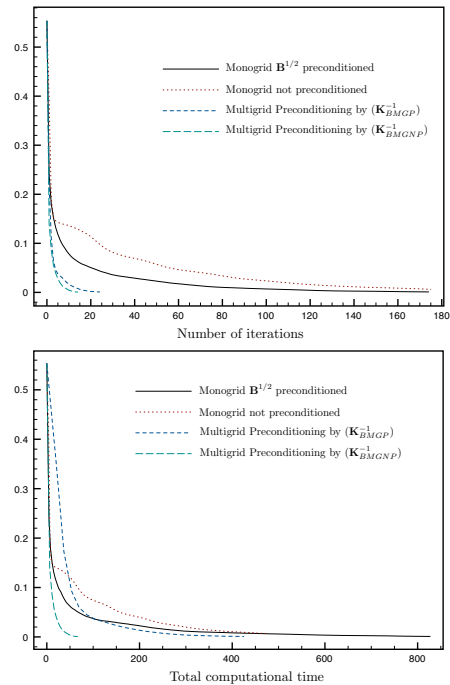 0.5
0.4
0.3
0.2
0.1
0
Monogrid B^{1/2} preconditioned
Monogrid not preconditioned
Multigrid Preconditioning by (K^{-1}_{BMGP})
Multigrid Preconditioning by (K^{-1}_{BMGNP})
0 20 40 60 80 100 120 140 160 180
Number of iterations
0.5
0.4
0.3
0.2
0.1
0
Monogrid B^{1/2} preconditioned
Monogrid not preconditioned
Multigrid Preconditioning by (K^{-1}_{BMGP})
Multigrid Preconditioning by (K^{-1}_{BMGNP})
0 200 400 600 800
Total computational time